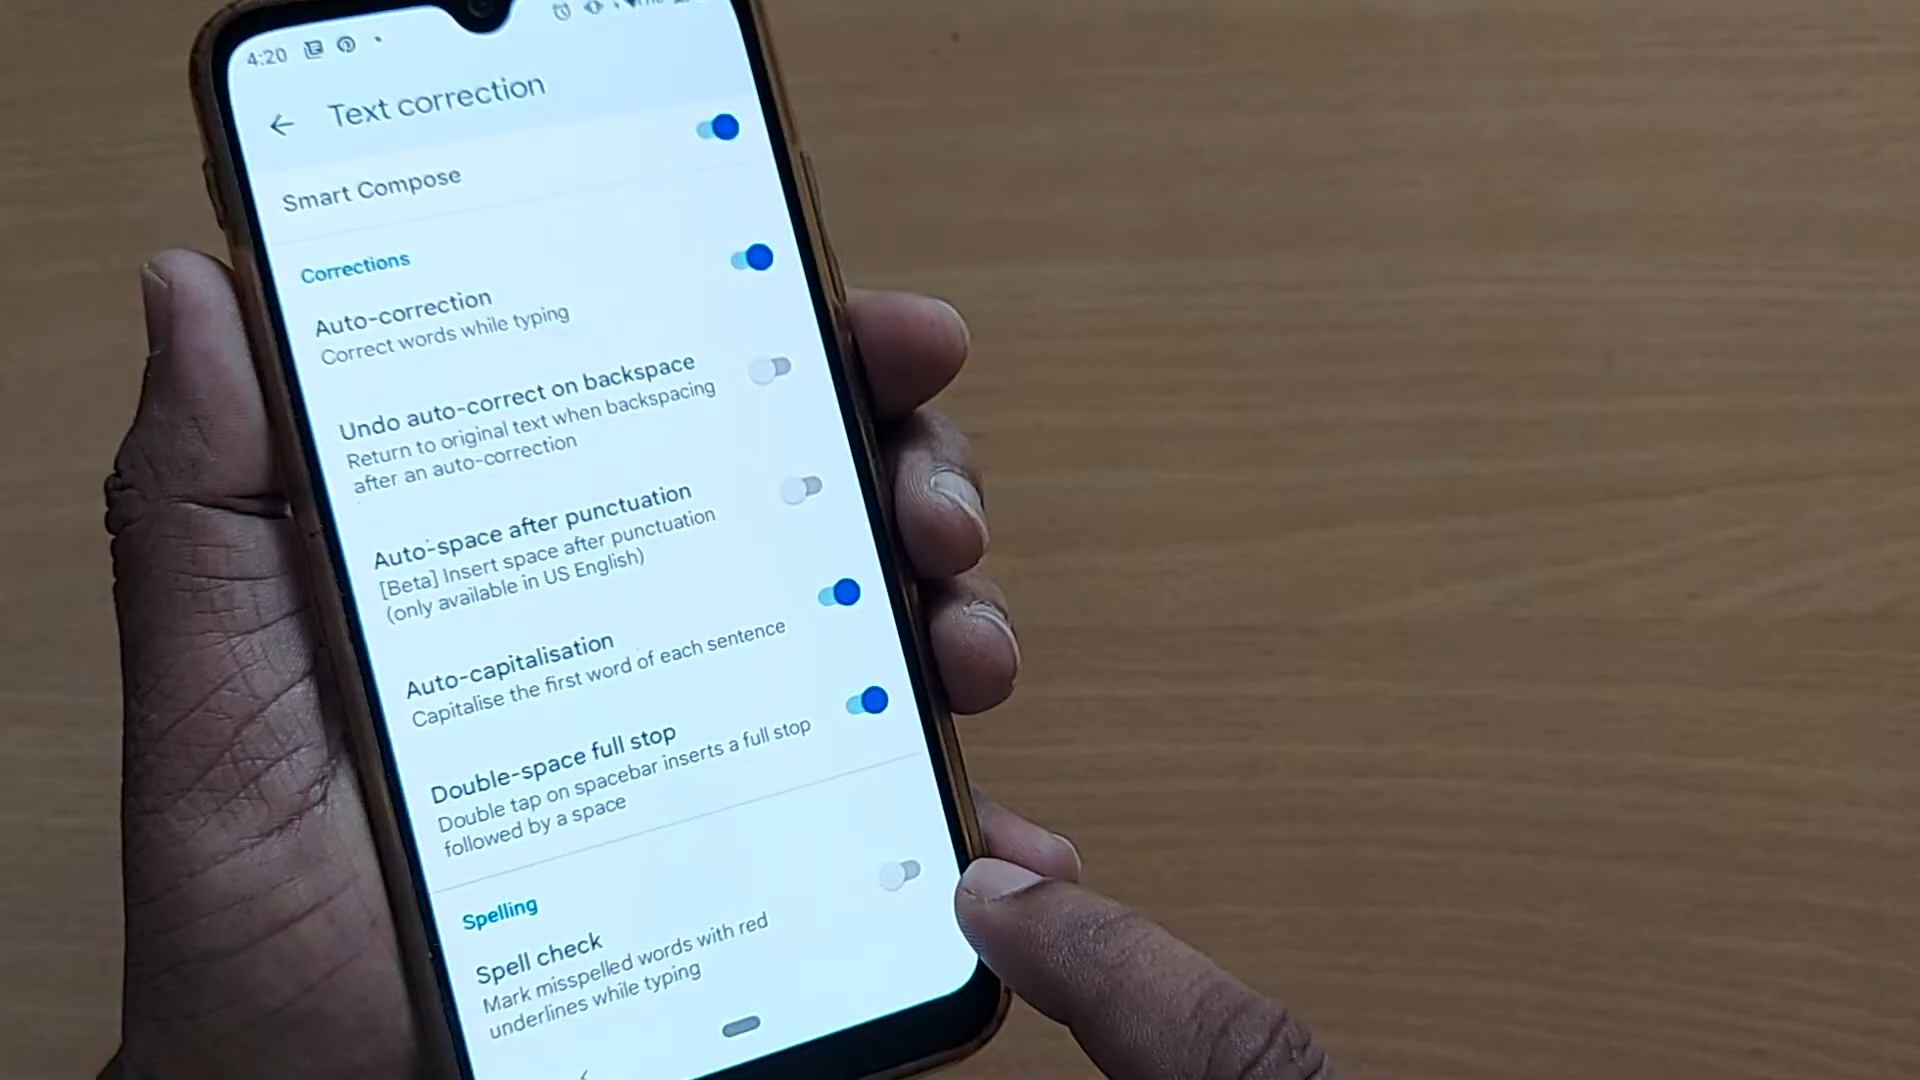 4:20
Text correction
Smart Compose
Corrections
Auto-correction
Correct words while typing
Undo auto-correct on backspace
Return to original text when backspacing
after an auto-correction
Auto-space after punctuation
[Beta] Insert space after punctuation
(only available in US English)
Auto-capitalisation
Capitalise the first word of each sentence
Double-space full stop
Double tap on spacebar inserts a full stop
followed by a space
Spelling
Spell check
Mark misspelled words with red
underlines while typing